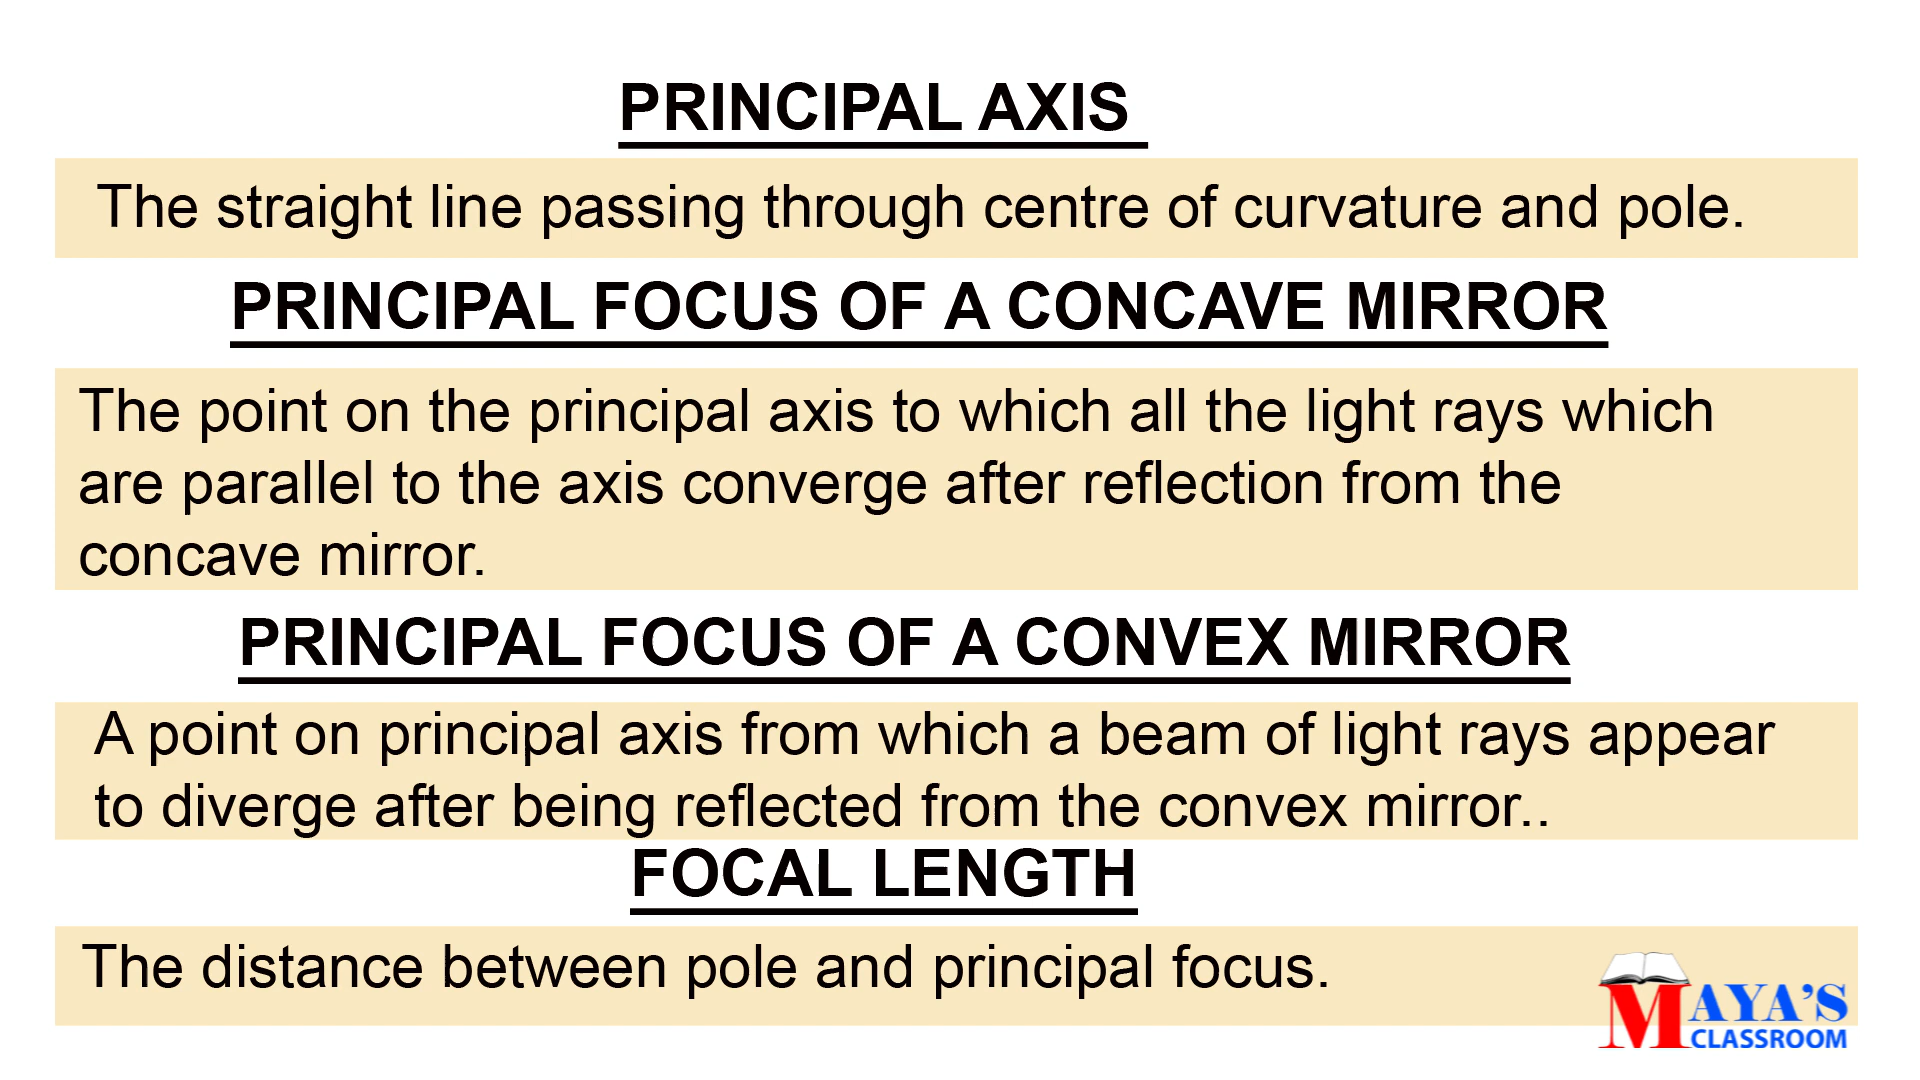 PRINCIPAL AXIS
The straight line passing through centre of curvature and pole.
PRINCIPAL FOCUS OF A CONCAVE MIRROR
The point on the principal axis to which all the light rays which
are parallel to the axis converge after reflection from the
concave mirror.
PRINCIPAL FOCUS OF A CONVEX MIRROR
A point on principal axis from which a beam of light rays appear
to diverge after being reflected from the convex mirror..
FOCAL LENGTH
The distance between pole and principal focus.
MAYA'S
CLASSROOM